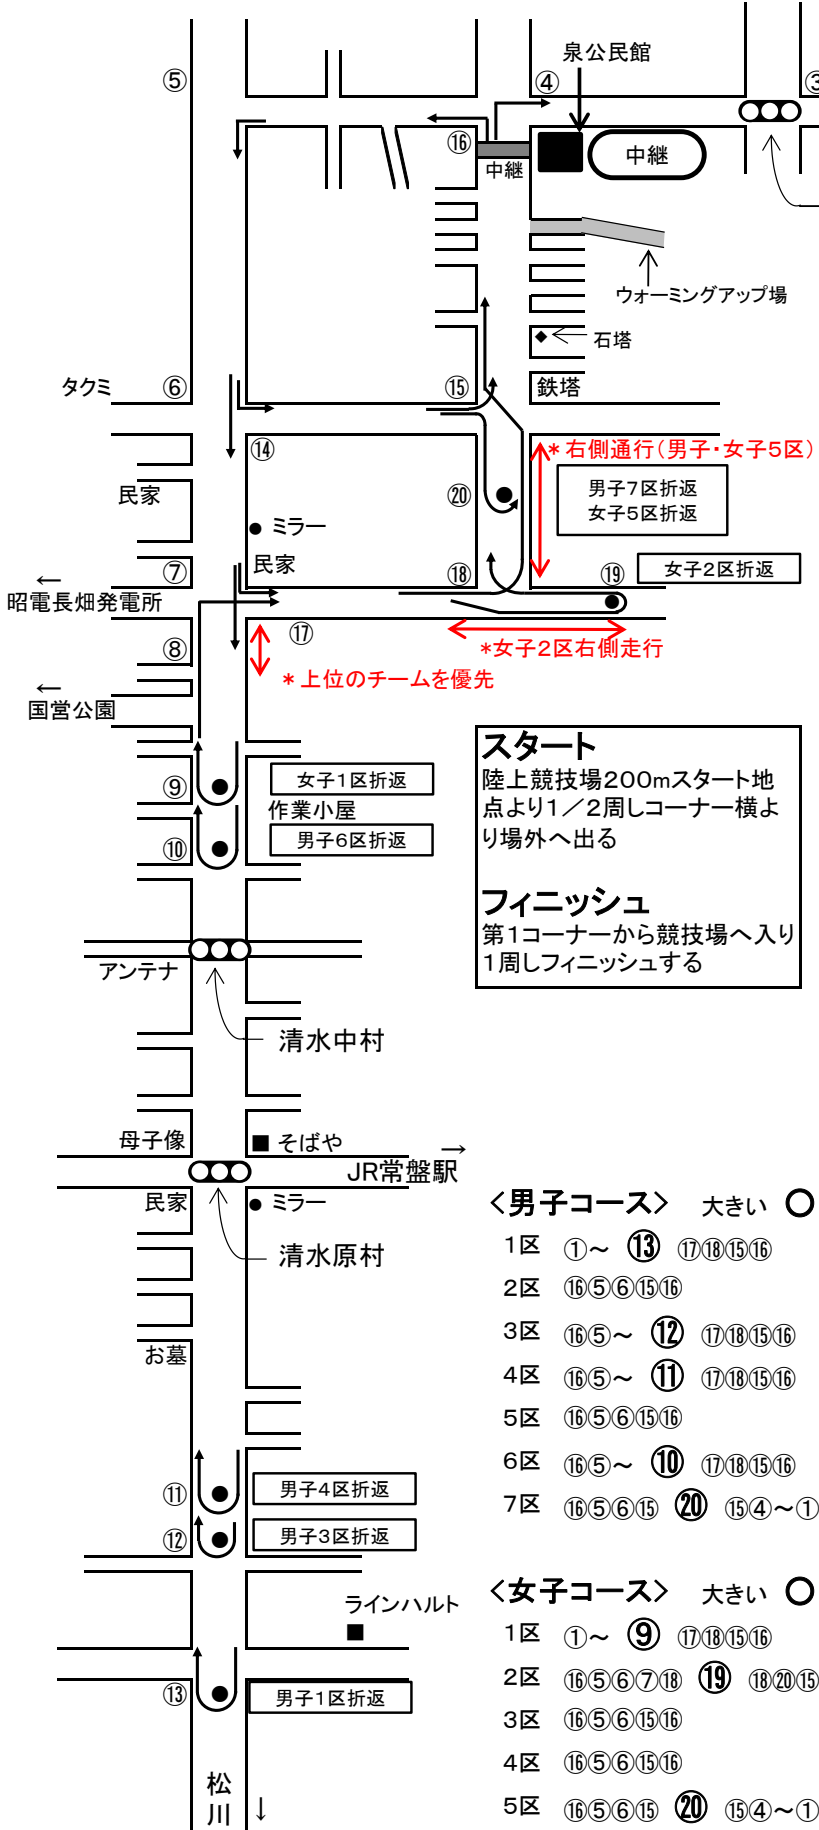 泉公民館
⑤
④
③
⑯
中継
中継
ウォーミングアップ場
石塔
タクミ
⑥
⑮
鉄塔
⑭
*右側通行(男子・女子5区)
民家
⑳
男子7区折返
女子5区折返
ミラー
民家
⑦
⑱
⑲
女子2区折返
←
昭電長畑発電所
⑧
⑰
*女子2区右側走行
*上位のチームを優先
←
国営公園
スタート
陸上競技場200mスタート地
点より1/2周しコーナー横よ
り場外へ出る
フィニッシュ
第1コーナーから競技場へ入り
1周しフィニッシュする
⑨
女子1区折返
作業小屋
⑩
男子6区折返
アンテナ
清水中村
母子像
そばや
→
JR常盤駅
民家
ミラー
清水原村
お墓
<男子コース> 大きい ○
1区 ①~ ⑬ ⑰⑱⑮⑯
2区 ⑯⑤⑥⑮⑯
3区 ⑯⑤~ ⑫ ⑰⑱⑮⑯
4区 ⑯⑤~ ⑪ ⑰⑱⑮⑯
5区 ⑯⑤⑥⑮⑯
6区 ⑯⑤~ ⑩ ⑰⑱⑮⑯
7区 ⑯⑤⑥⑮ ⑳ ⑮④~①
⑪
男子4区折返
⑫
男子3区折返
ラインハルト
⑬
男子1区折返
松川 ↓
<女子コース> 大きい ○
1区 ①~ ⑨ ⑰⑱⑮⑯
2区 ⑯⑤⑥⑦⑱ ⑲ ⑱⑳⑮
3区 ⑯⑤⑥⑮⑯
4区 ⑯⑤⑥⑮⑯
5区 ⑯⑤⑥⑮ ⑳ ⑮④~①